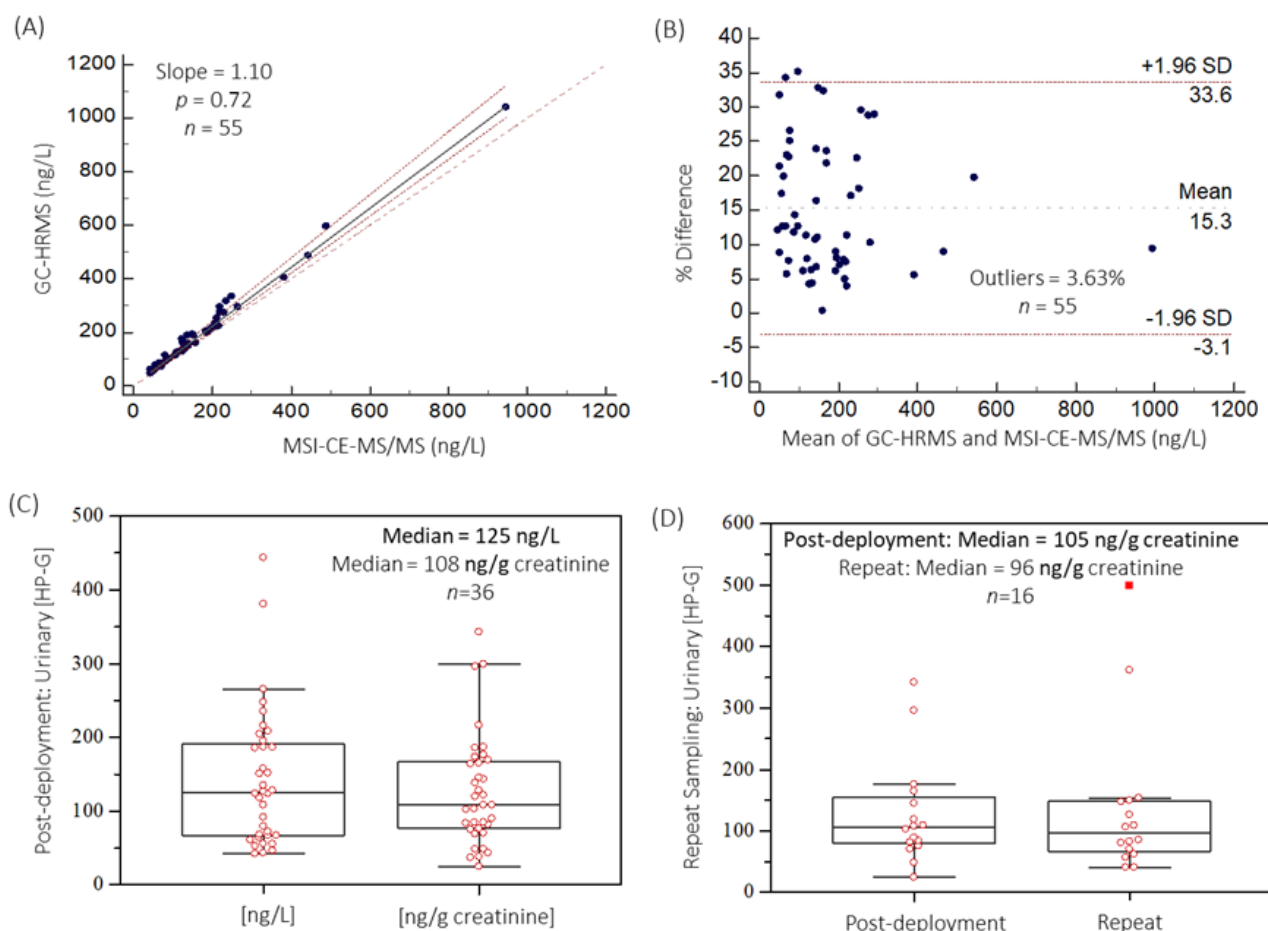 (A)
1200
1000
800
600
400
200
0
GC-HRMS (ng/L)
Slope = 1.10
p = 0.72
n = 55
0 200 400 600 800 1000 1200
MSI-CE-MS/MS (ng/L)
(B)
40
35
30
25
20
15
10
5
0
-5
-10
% Difference
+1.96 SD
33.6
Mean
15.3
Outliers = 3.63%
n = 55
-1.96 SD
-3.1
0 200 400 600 800 1000 1200
Mean of GC-HRMS and MSI-CE-MS/MS (ng/L)
(C)
500
400
300
200
100
0
Post-deployment: Urinary [HP-G]
Median = 125 ng/L
Median = 108 ng/g creatinine
n=36
[ng/L] [ng/g creatinine]
(D)
600
500
400
300
200
100
0
Repeat Sampling: Urinary [HP-G]
Post-deployment: Median = 105 ng/g creatinine
Repeat: Median = 96 ng/g creatinine
n=16
Post-deployment Repeat